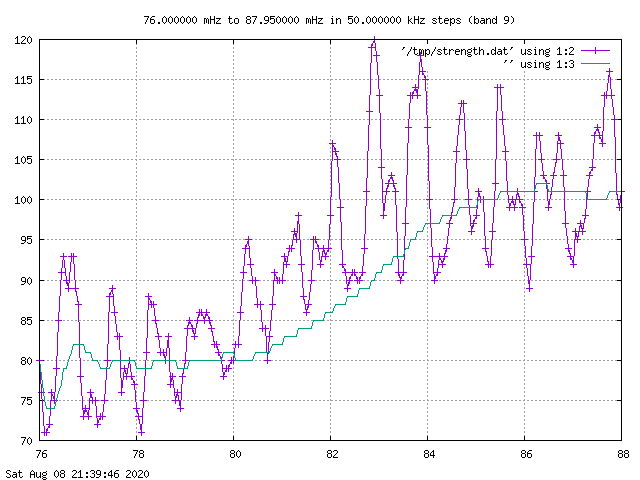 76.000000 mHz to 87.950000 mHz in 50.000000 kHz steps (band 9)
'/tmp/strength.dat' using 1:2
'' using 1:3
120
115
110
105
100
95
90
85
80
75
70
76 78 80 82 84 86 88
Sat Aug 08 21:39:46 2020